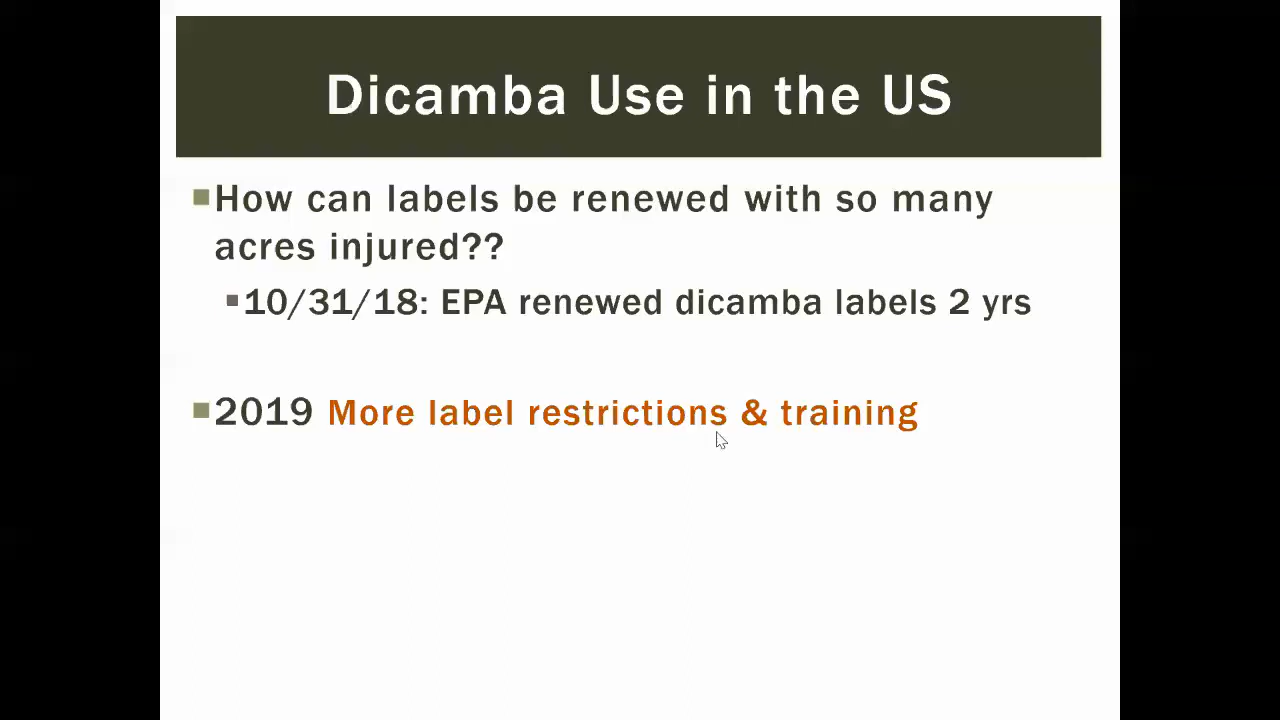 Dicamba Use in the US
How can labels be renewed with so many
acres injured??
10/31/18: EPA renewed dicamba labels 2 yrs
2019 More label restrictions & training